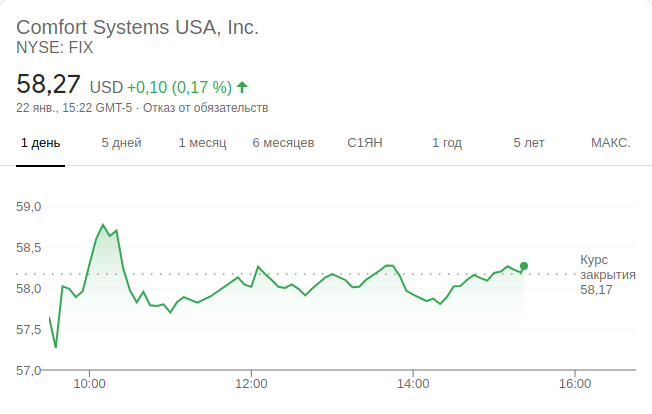 Comfort Systems USA, Inc.
NYSE: FIX
58,27 USD +0,10 (0,17 %)
22 янв., 15:22 GMT-5 · Отказ от обязательств
1 день 5 дней 1 месяц 6 месяцев С1ЯН 1 год 5 лет МАКС.
59,0
58,5
Курс
закрытия
58,17
58,0
57,5
57,0
10:00 12:00 14:00 16:00